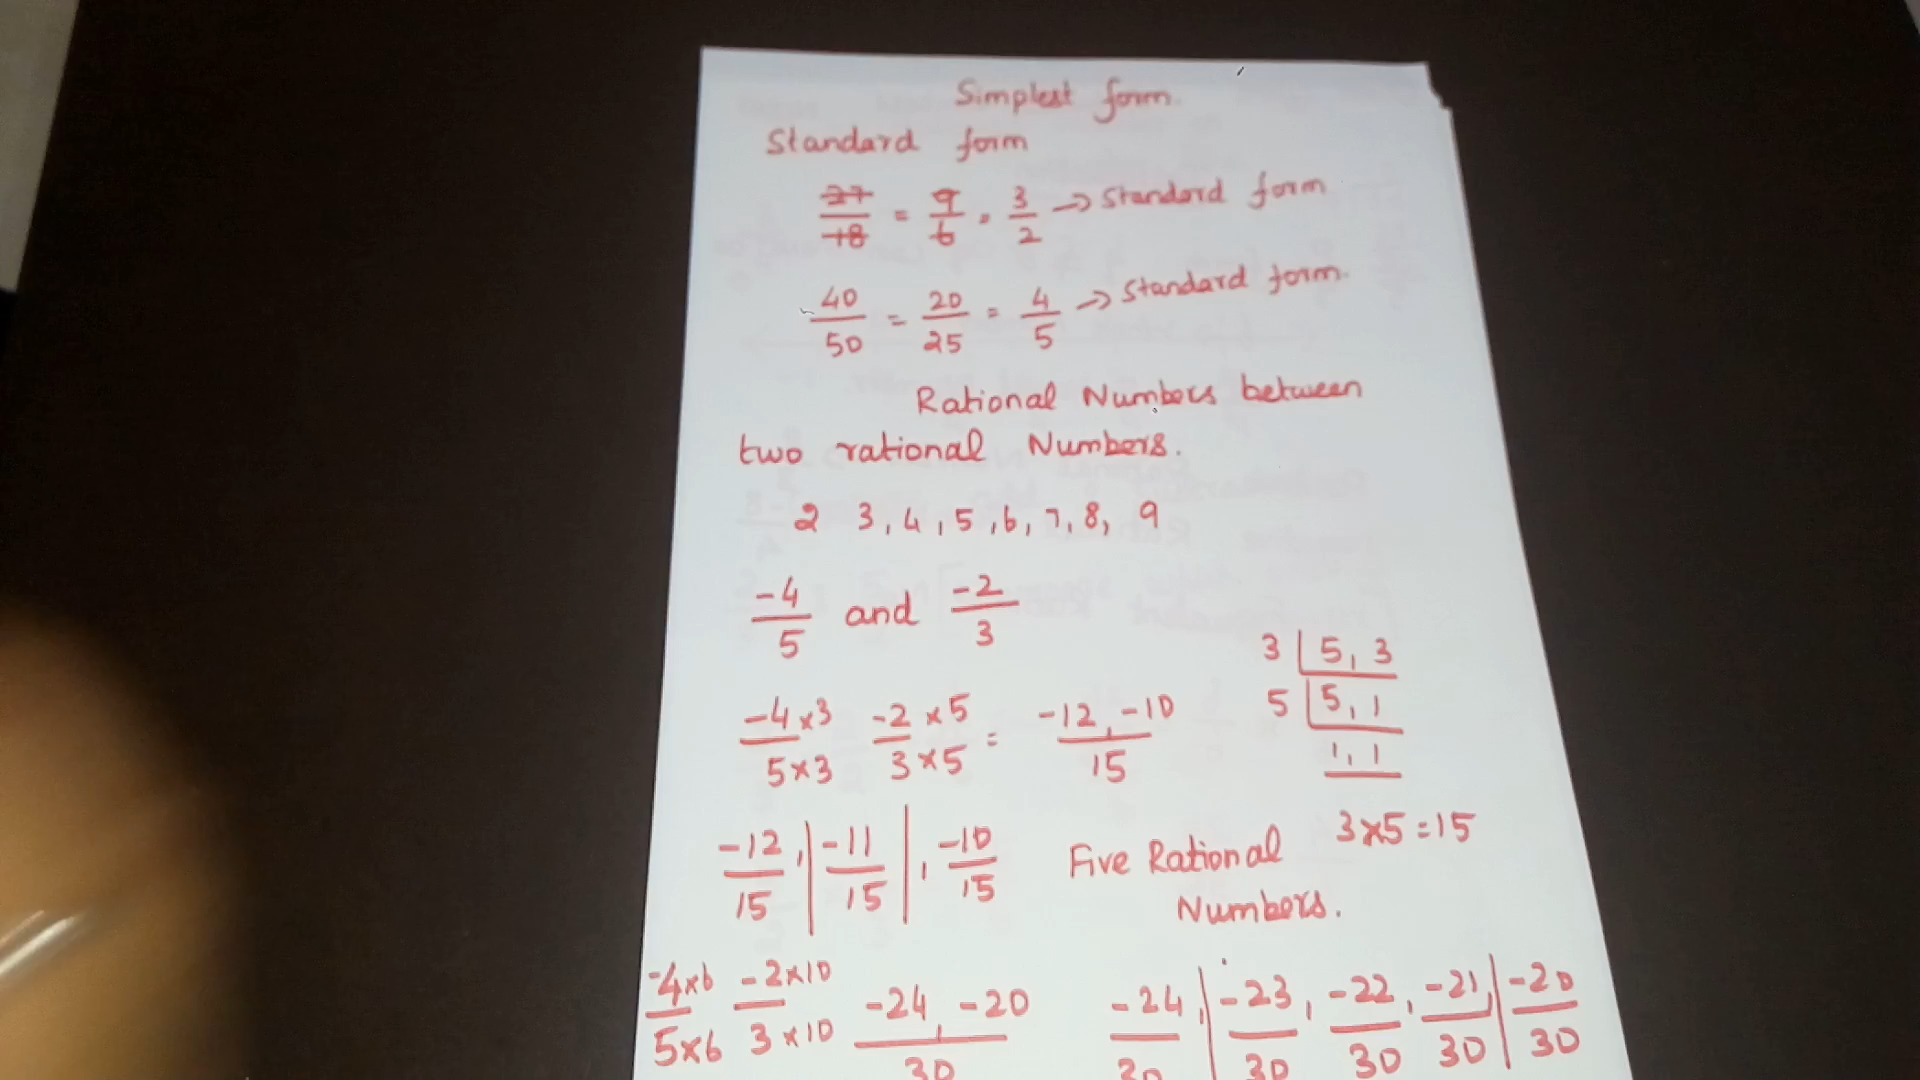 Simplest form.
Standard form
27/18 = 9/6 = 3/2 → Standard form
40/50 = 20/25 = 4/5 → Standard form.
Rational Numbers between
two rational Numbers.
2 3, 4, 5, 6, 7, 8, 9
-4/5 and -2/3
3 | 5, 3
5 | 5, 1
1, 1
-4×3/5×3 -2×5/3×5 = -12, -10/15
3×5=15
-12/15, | -11/15 |, -10/15
Five Rational
Numbers.
-4×6/5×6 -2×10/3×10 -24, -20/30
-24/30, | -23/30, -22/30, -21/30, | -20/30